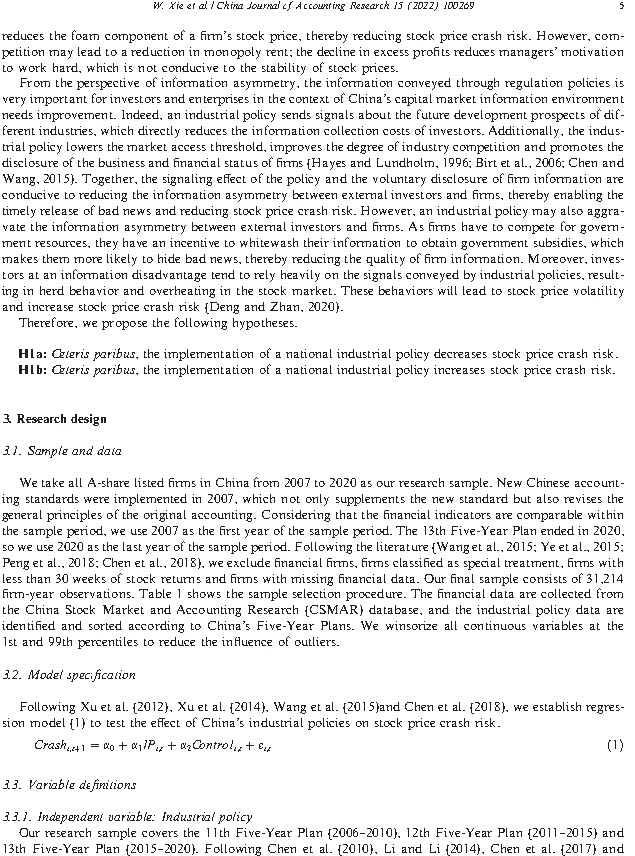 W. Xie et al / China Journal of Accounting Research 15 (2022) 100269 5
reduces the foam component of a firm's stock price, thereby reducing stock price crash risk. However, com-
petition may lead to a reduction in monopoly rent; the decline in excess profits reduces managers' motivation
to work hard, which is not conducive to the stability of stock prices.
From the perspective of information asymmetry, the information conveyed through regulation policies is
very important for investors and enterprises in the context of China's capital market information environment
needs improvement. Indeed, an industrial policy sends signals about the future development prospects of dif-
ferent industries, which directly reduces the information collection costs of investors. Additionally, the indus-
trial policy lowers the market access threshold, improves the degree of industry competition and promotes the
disclosure of the business and financial status of firms (Hayes and Lundholm, 1996; Birt et al., 2006; Chen and
Wang, 2015). Together, the signaling effect of the policy and the voluntary disclosure of firm information are
conducive to reducing the information asymmetry between external investors and firms, thereby enabling the
timely release of bad news and reducing stock price crash risk. However, an industrial policy may also aggra-
vate the information asymmetry between external investors and firms. As firms have to compete for govern-
ment resources, they have an incentive to whitewash their information to obtain government subsidies, which
makes them more likely to hide bad news, thereby reducing the quality of firm information. Moreover, inves-
tors at an information disadvantage tend to rely heavily on the signals conveyed by industrial policies, result-
ing in herd behavior and overheating in the stock market. These behaviors will lead to stock price volatility
and increase stock price crash risk (Deng and Zhan, 2020).
Therefore, we propose the following hypotheses.
H1a: Ceteris paribus, the implementation of a national industrial policy decreases stock price crash risk.
H1b: Ceteris paribus, the implementation of a national industrial policy increases stock price crash risk.
3. Research design
3.1. Sample and data
We take all A-share listed firms in China from 2007 to 2020 as our research sample. New Chinese account-
ing standards were implemented in 2007, which not only supplements the new standard but also revises the
general principles of the original accounting. Considering that the financial indicators are comparable within
the sample period, we use 2007 as the first year of the sample period. The 13th Five-Year Plan ended in 2020,
so we use 2020 as the last year of the sample period. Following the literature (Wang et al., 2015; Ye et al., 2015;
Peng et al., 2018; Chen et al., 2018), we exclude financial firms, firms classified as special treatment, firms with
less than 30 weeks of stock returns and firms with missing financial data. Our final sample consists of 31,214
firm-year observations. Table 1 shows the sample selection procedure. The financial data are collected from
the China Stock Market and Accounting Research (CSMAR) database, and the industrial policy data are
identified and sorted according to China's Five-Year Plans. We winsorize all continuous variables at the
1st and 99th percentiles to reduce the influence of outliers.
3.2. Model specification
Following Xu et al. (2012), Xu et al. (2014), Wang et al. (2015)and Chen et al. (2018), we establish regres-
sion model (1) to test the effect of China's industrial policies on stock price crash risk.
Crash_{i,t+1} = α0 + α1IP_{i,t} + α2Control_{i,t} + ε_{i,t} (1)
3.3. Variable definitions
3.3.1. Independent variable: Industrial policy
Our research sample covers the 11th Five-Year Plan (2006–2010), 12th Five-Year Plan (2011–2015) and
13th Five-Year Plan (2015–2020). Following Chen et al. (2010), Li and Li (2014), Chen et al. (2017) and